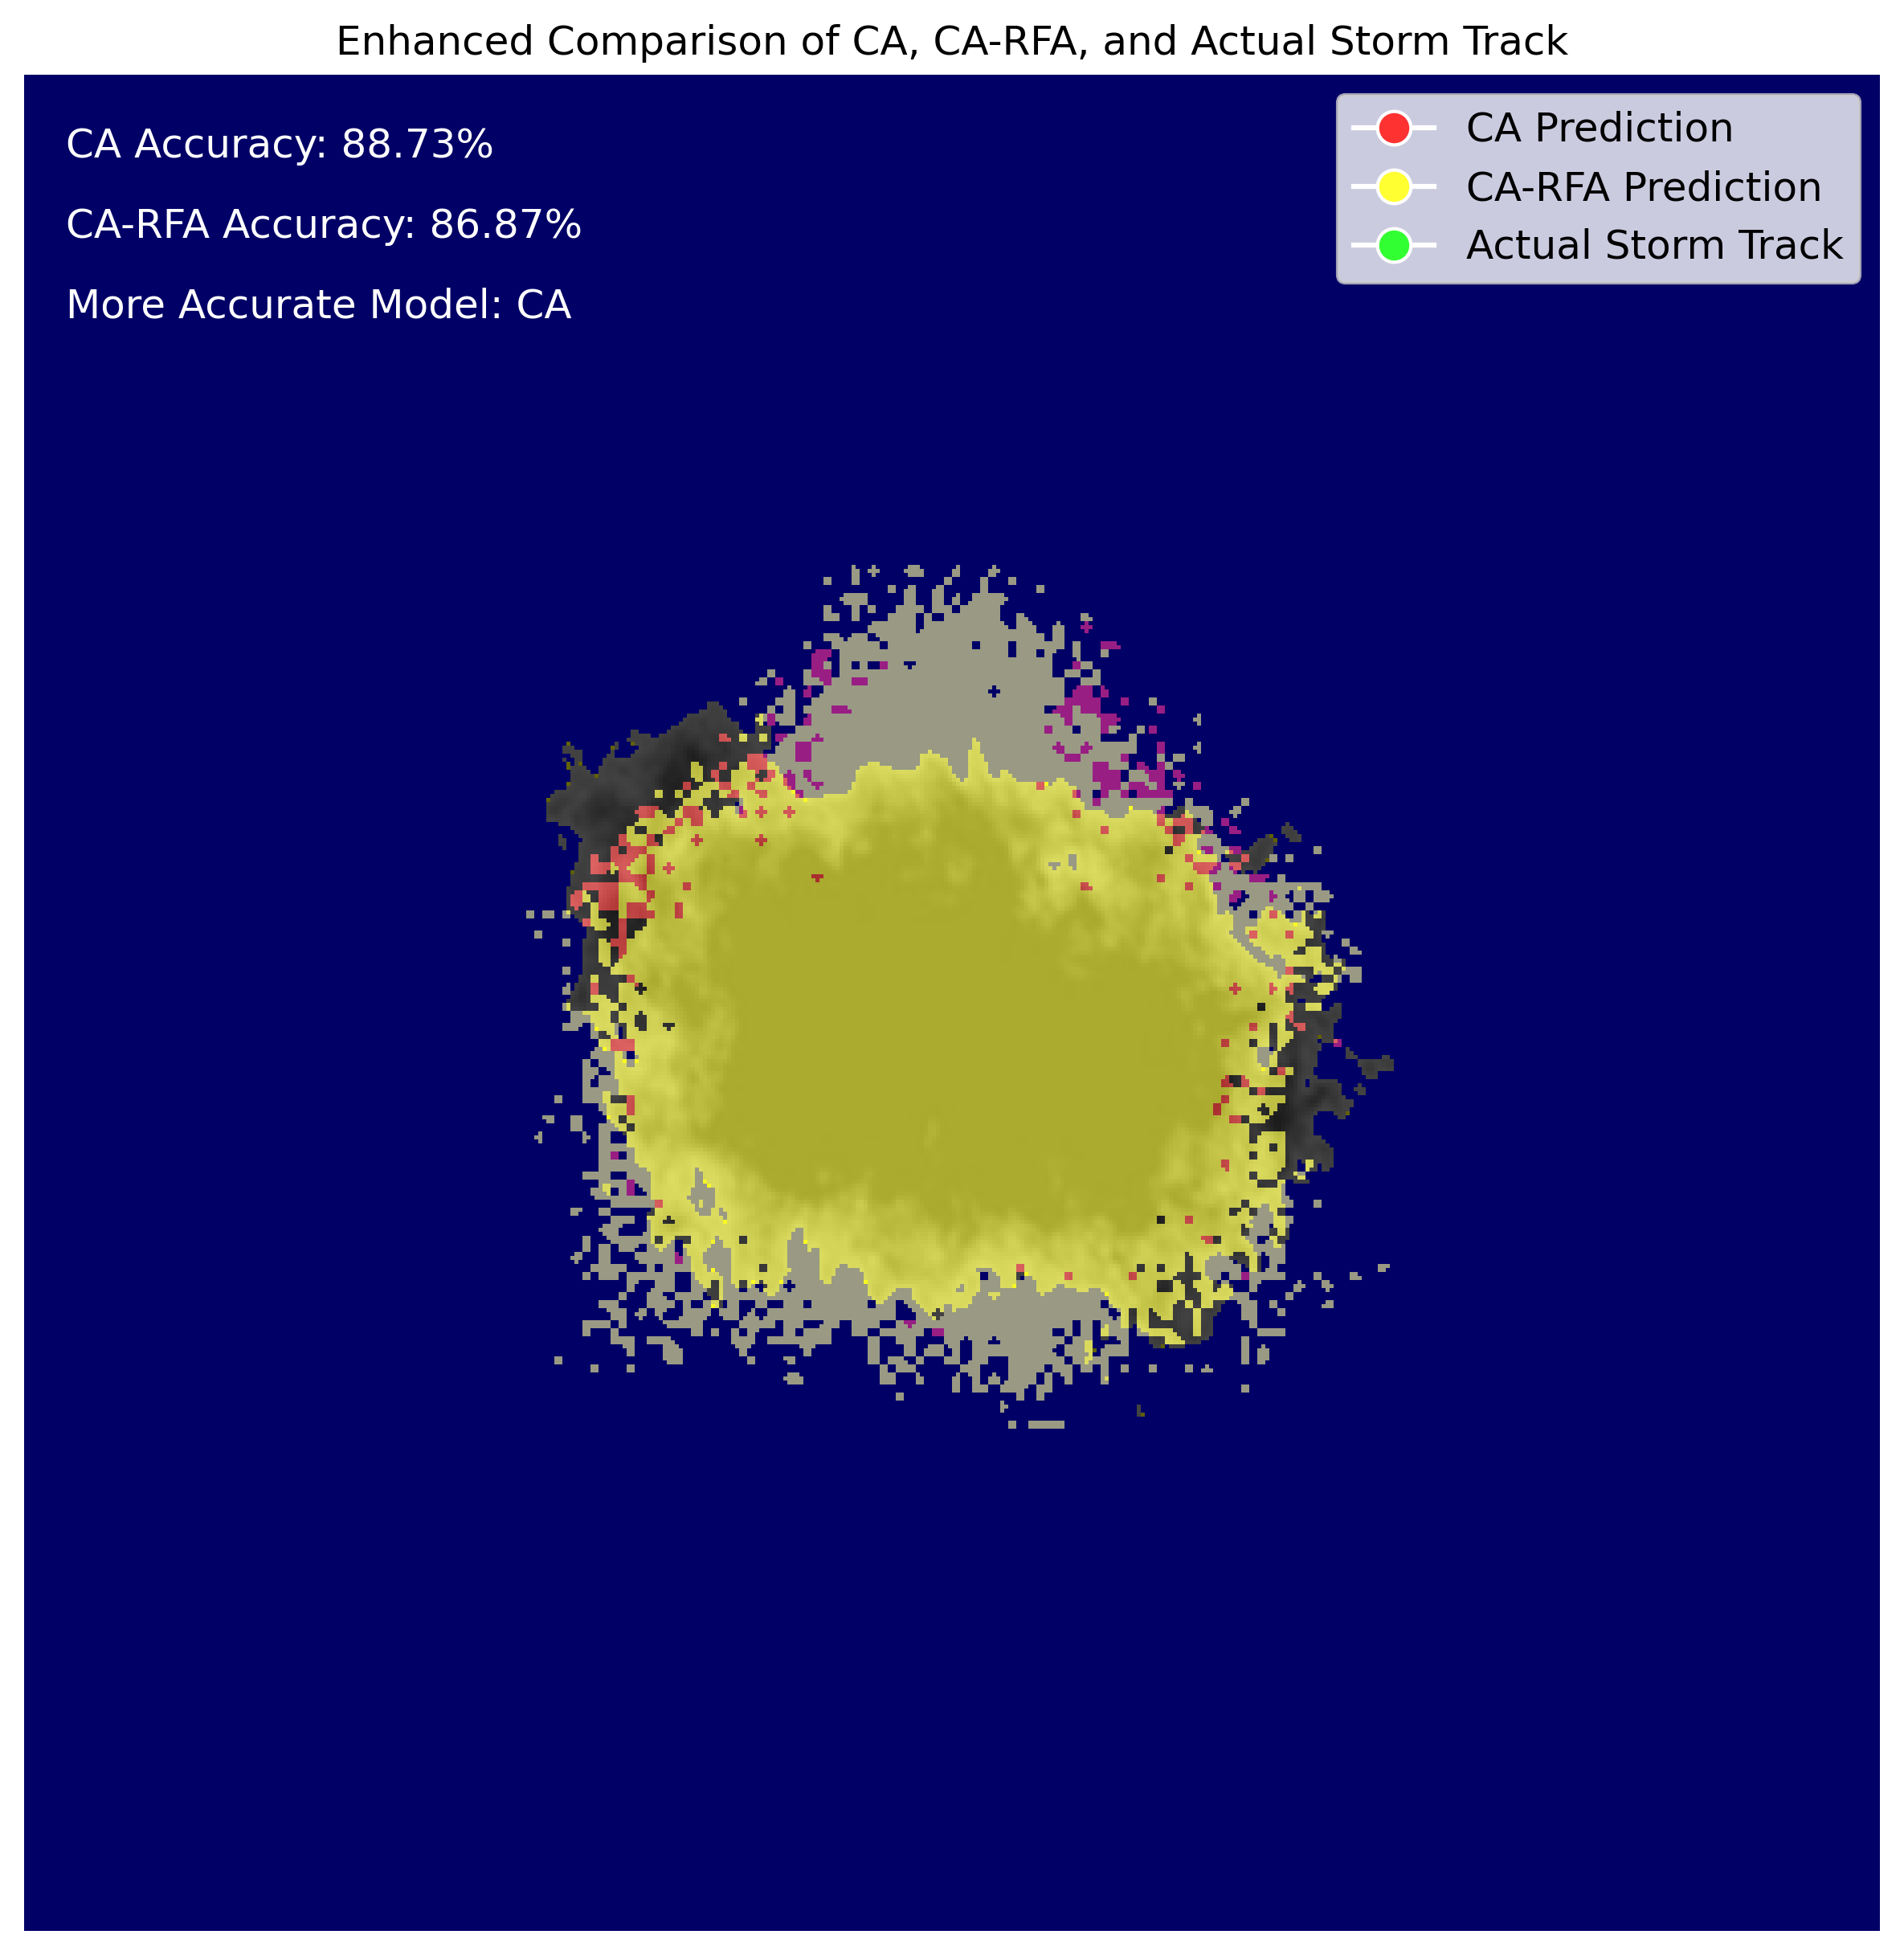 Enhanced Comparison of CA, CA-RFA, and Actual Storm Track
CA Accuracy: 88.73%
CA-RFA Accuracy: 86.87%
More Accurate Model: CA
CA Prediction
CA-RFA Prediction
Actual Storm Track